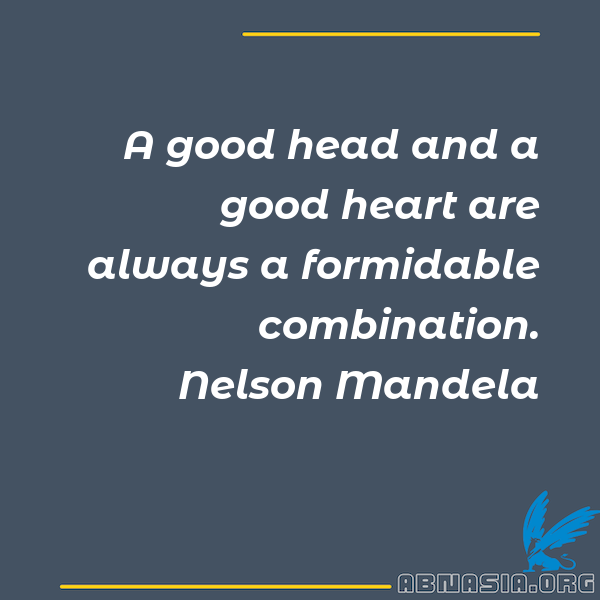 A good head and a
good heart are
always a formidable
combination.
Nelson Mandela
ABNASIA.ORG